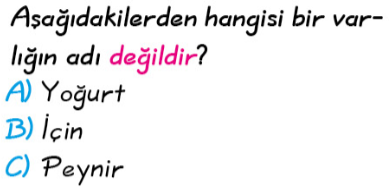 Aşağıdakilerden hangisi bir var-
lığın adı değildir?
A) Yoğurt
B) İçin
C) Peynir